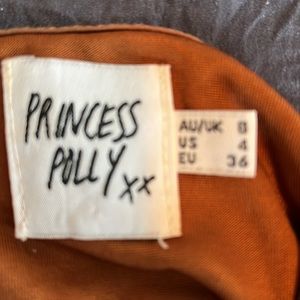 PRINCESS
POLLY xx
AU/UK 8
US 4
EU 36